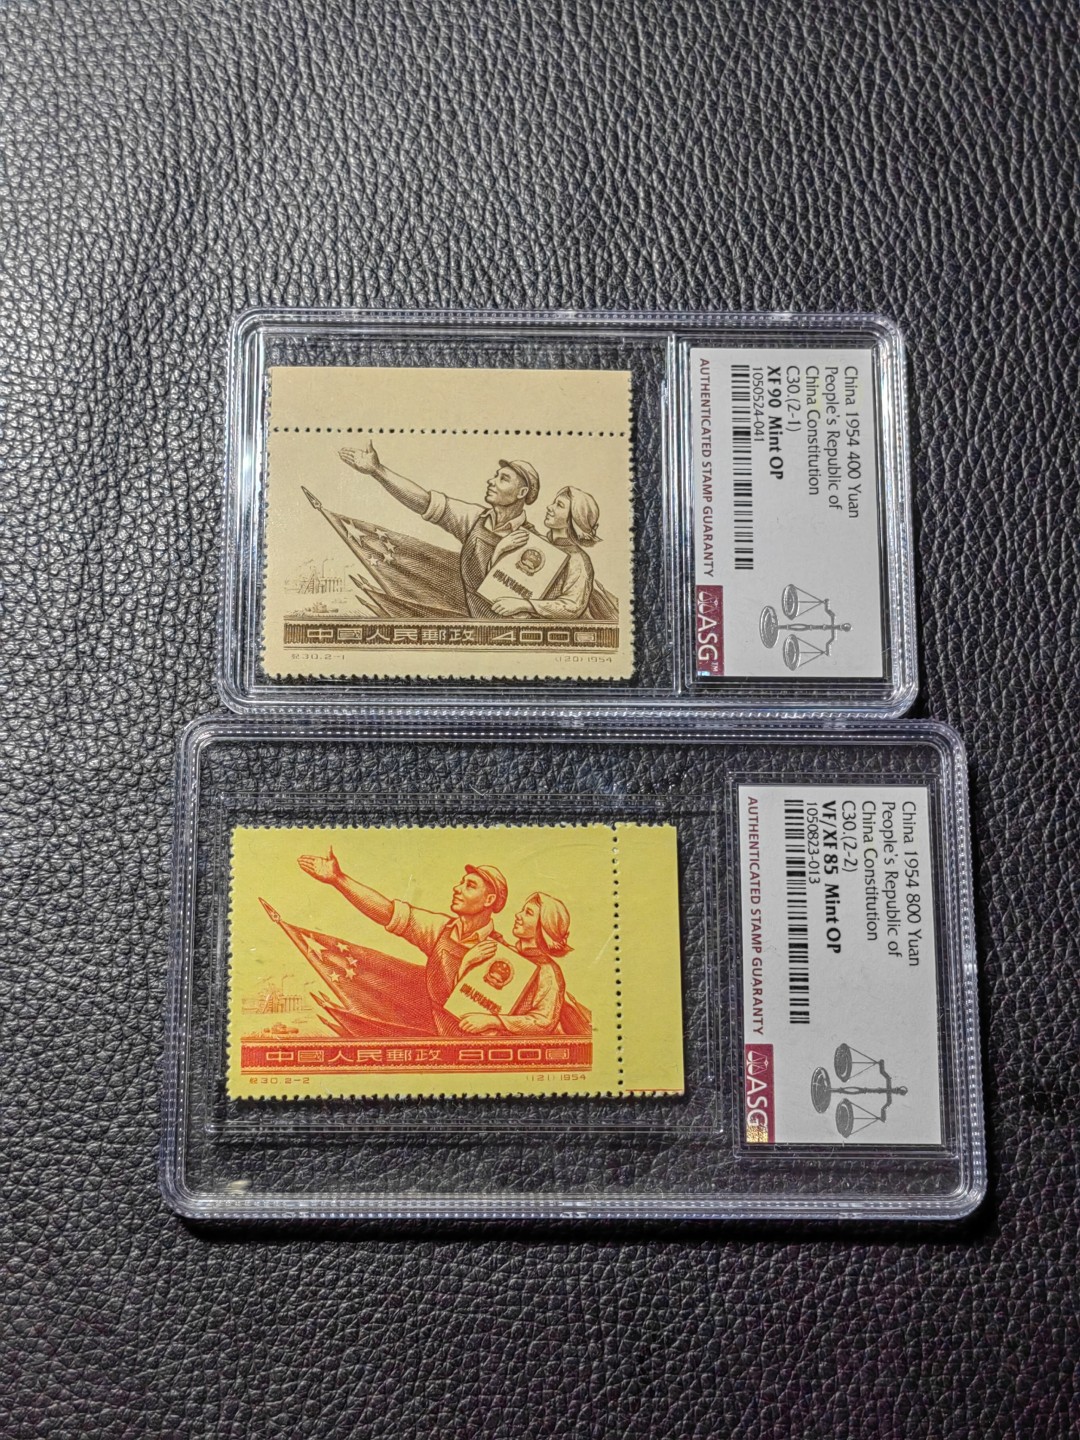 中國人民郵政 400圓
紀30.2-1 (120) 1954
China 1954 400 Yuan
People's Republic of
China Constitution
C30.(2-1)
XF 90 Mint OP
1050524-041
AUTHENTICATED STAMP GUARANTY
ASG™
中國人民郵政 800圓
紀30.2-2 (121) 1954
China 1954 800 Yuan
People's Republic of
China Constitution
C30.(2-2)
VF/XF 85 Mint OP
1050823-013
AUTHENTICATED STAMP GUARANTY
ASG